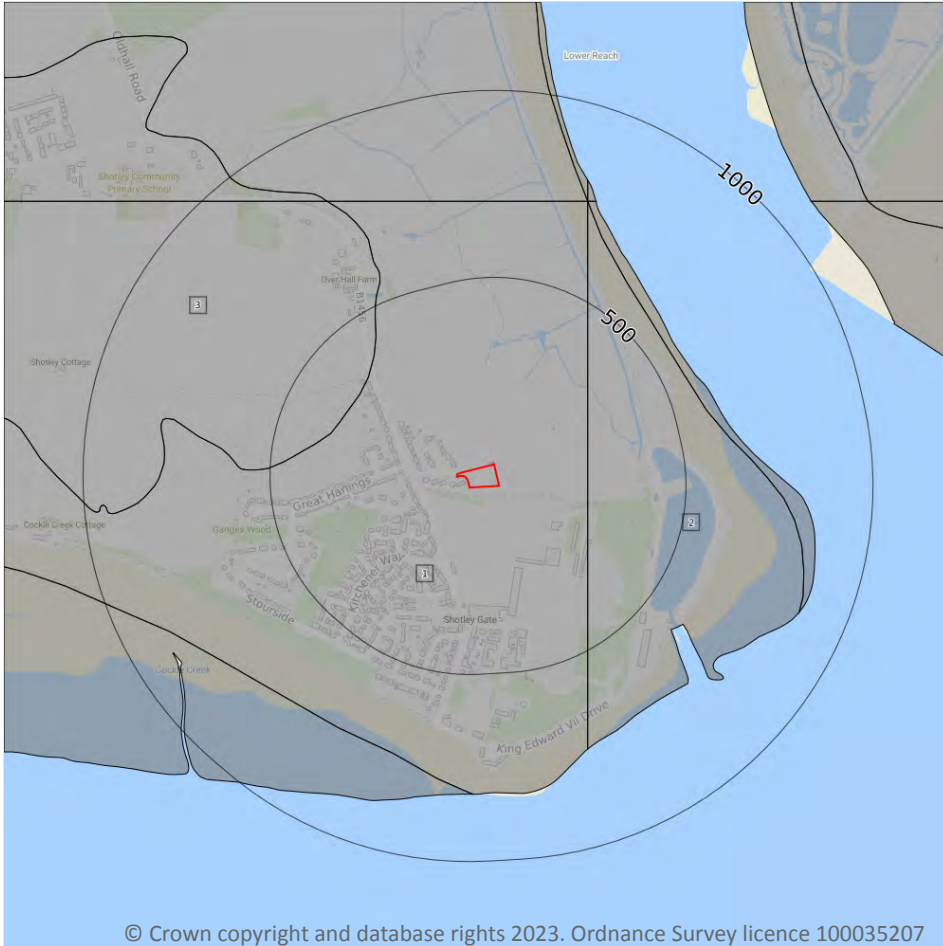 Oldhall Road
Lower Reach
Shotley Community
Primary School
1000
Over Hall Farm
B1456
3
500
Shotley Cottage
Great Harlings
Cockle Creek Cottage
Ganges Wood
2
Kitchener Way
1
Stourside
Shotley Gate
Cockle Creek
King Edward VII Drive
© Crown copyright and database rights 2023. Ordnance Survey licence 100035207